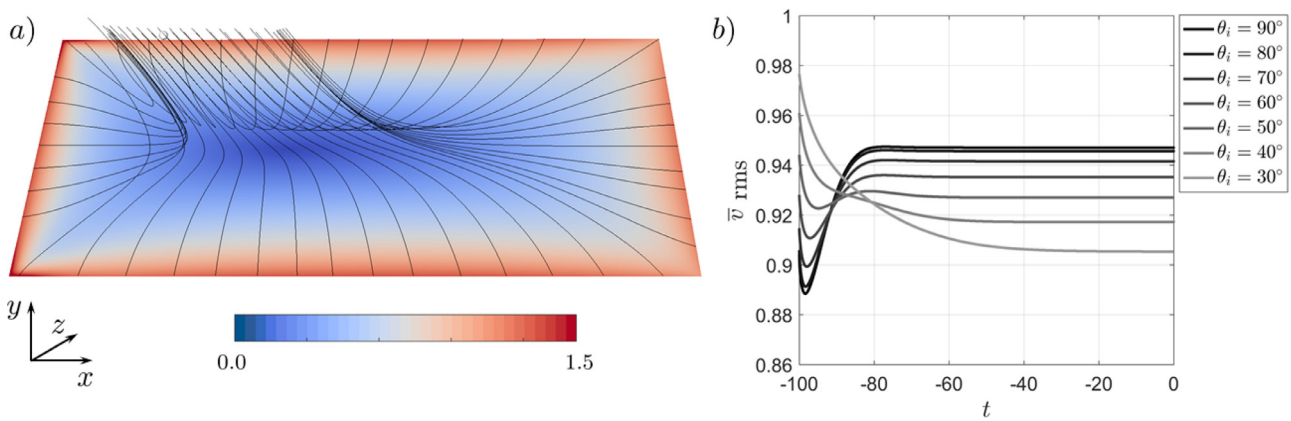 a)
y
z
x
0.0
1.5
b)
1
0.98
0.96
0.94
0.92
0.9
0.88
0.86
v̅ rms
-100
-80
-60
-40
-20
0
t
θᵢ = 90°
θᵢ = 80°
θᵢ = 70°
θᵢ = 60°
θᵢ = 50°
θᵢ = 40°
θᵢ = 30°